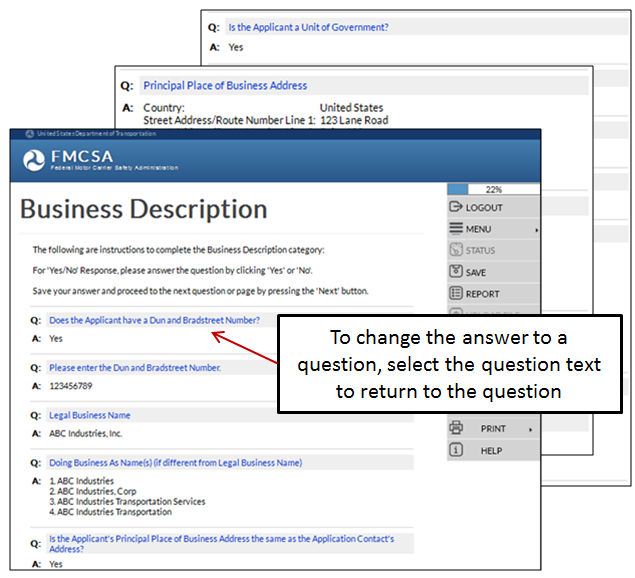 Q: Is the Applicant a Unit of Government?
A: Yes
Q: Principal Place of Business Address
A: Country: United States
Street Address/Route Number Line 1: 123 Lane Road
United States Department of Transportation
FMCSA
Federal Motor Carrier Safety Administration
22%
Business Description
LOGOUT
MENU
STATUS
SAVE
REPORT
The following are instructions to complete the Business Description category:
For 'Yes/No' Response, please answer the question by clicking 'Yes' or 'No'.
Save your answer and proceed to the next question or page by pressing the 'Next' button.
Q: Does the Applicant have a Dun and Bradstreet Number?
A: Yes
Q: Please enter the Dun and Bradstreet Number.
A: 123456789
To change the answer to a
question, select the question text
to return to the question
Q: Legal Business Name
A: ABC Industries, Inc.
PRINT
HELP
Q: Doing Business As Name(s) (if different from Legal Business Name)
A: 1. ABC Industries
2. ABC Industries, Corp
3. ABC Industries Transportation Services
4. ABC Industries Transportation
Q: Is the Applicant's Principal Place of Business Address the same as the Application Contact's
Address?
A: Yes